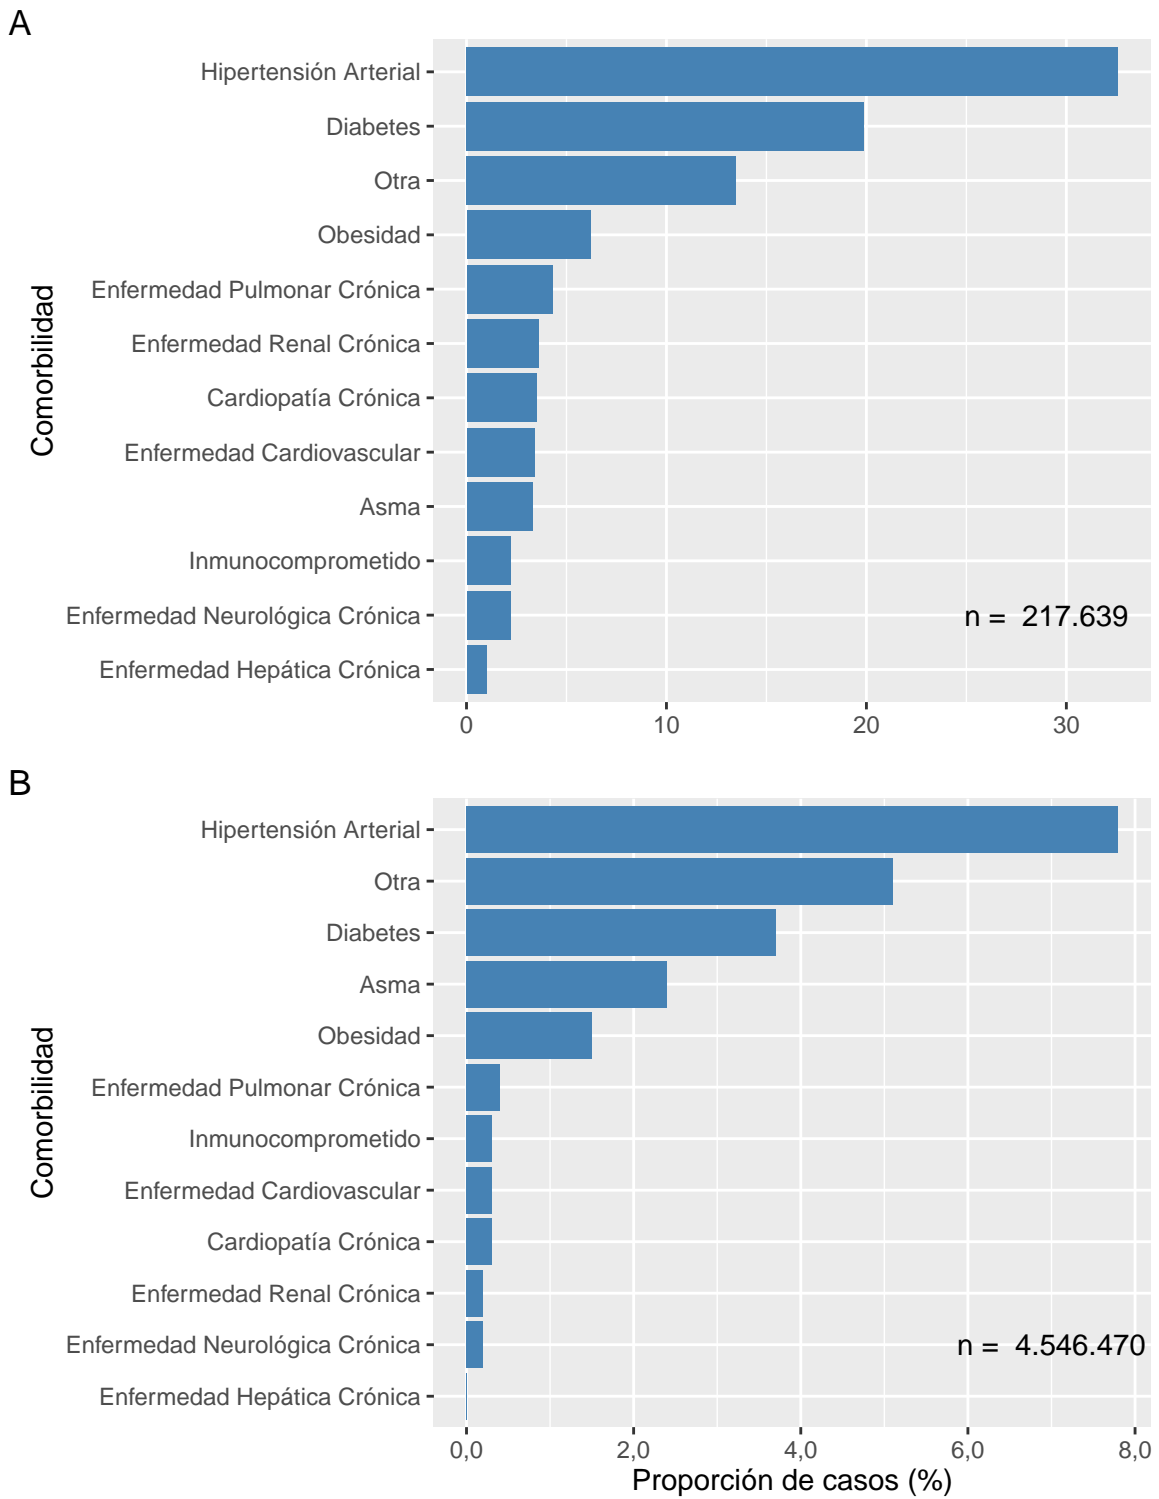 A
Hipertensión Arterial
Diabetes
Otra
Obesidad
Enfermedad Pulmonar Crónica
Enfermedad Renal Crónica
Cardiopatía Crónica
Enfermedad Cardiovascular
Asma
Inmunocomprometido
Enfermedad Neurológica Crónica
Enfermedad Hepática Crónica
Comorbilidad
n = 217.639
0 10 20 30
B
Hipertensión Arterial
Otra
Diabetes
Asma
Obesidad
Enfermedad Pulmonar Crónica
Inmunocomprometido
Enfermedad Cardiovascular
Cardiopatía Crónica
Enfermedad Renal Crónica
Enfermedad Neurológica Crónica
Enfermedad Hepática Crónica
Comorbilidad
n = 4.546.470
0,0 2,0 4,0 6,0 8,0
Proporción de casos (%)